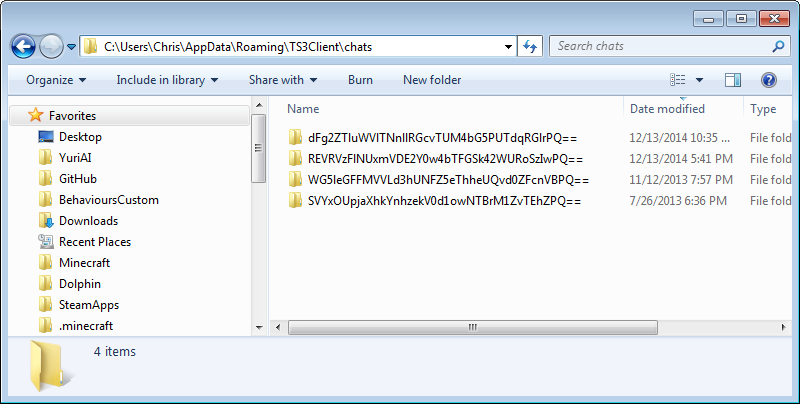 C:\Users\Chris\AppData\Roaming\TS3Client\chats
Search chats
Organize Include in library Share with Burn New folder
Favorites
Desktop
YuriAI
GitHub
BehavioursCustom
Downloads
Recent Places
Minecraft
Dolphin
SteamApps
.minecraft
Name Date modified Type
dFg2ZTluWVlTNnllRGcvTUM4bG5PUTdqRGlrPQ== 12/13/2014 10:35 ... File fold
REVRVzFlNUxmVDE2Y0w4bTFGSk42WURoSzIwPQ== 12/13/2014 5:41 PM File fold
WG5leGFFMVVLd3hUNFZ5eThheUQvd0ZFcnVBPQ== 11/12/2013 7:57 PM File fold
SVYxOUpjaXhkYnhzekV0d1owNTBrM1ZvTEhZPQ== 7/26/2013 6:36 PM File fold
4 items